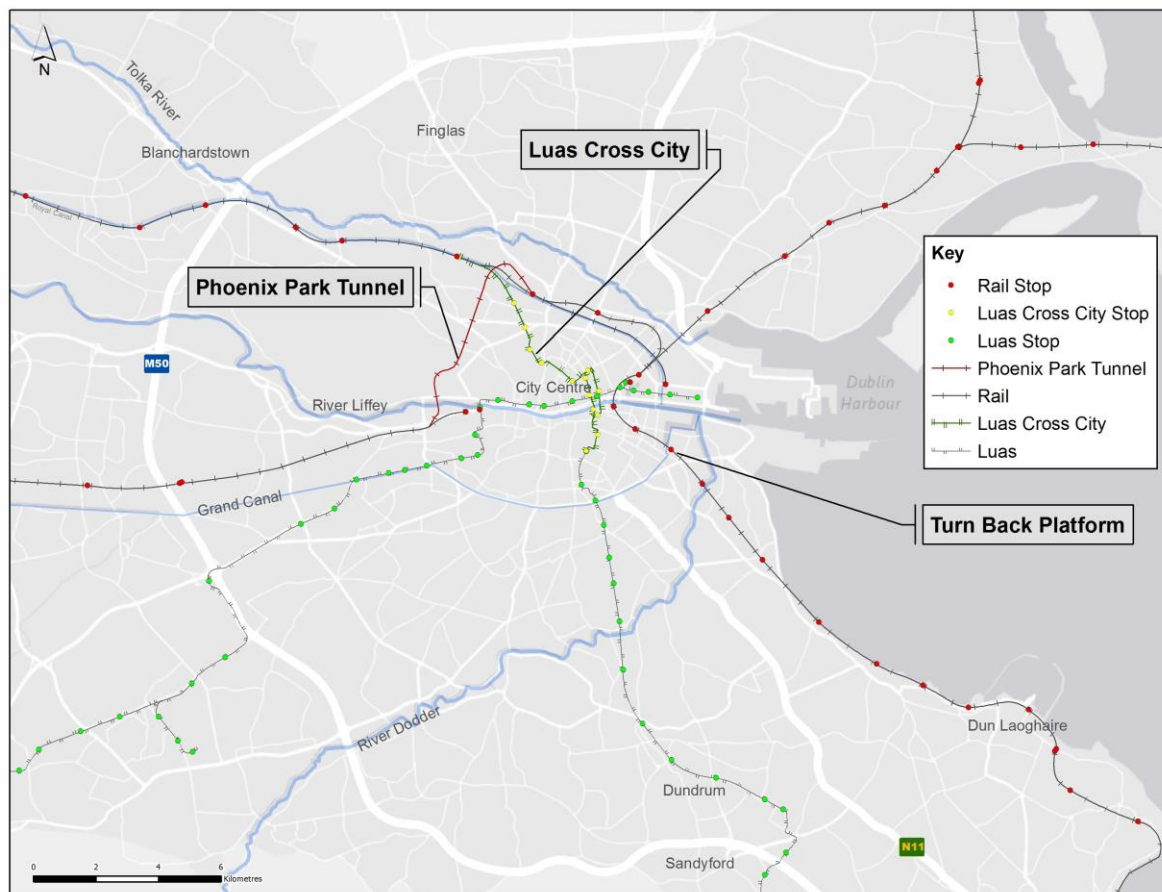 N
Tolka River
Finglas
Blanchardstown
Luas Cross City
Royal Canal
Phoenix Park Tunnel
M50
City Centre
River Liffey
Dublin
Harbour
Grand Canal
Turn Back Platform
River Dodder
Dun Laoghaire
Dundrum
Sandyford
N11
Key
Rail Stop
Luas Cross City Stop
Luas Stop
Phoenix Park Tunnel
Rail
Luas Cross City
Luas
0 2 4 6
Kilometres